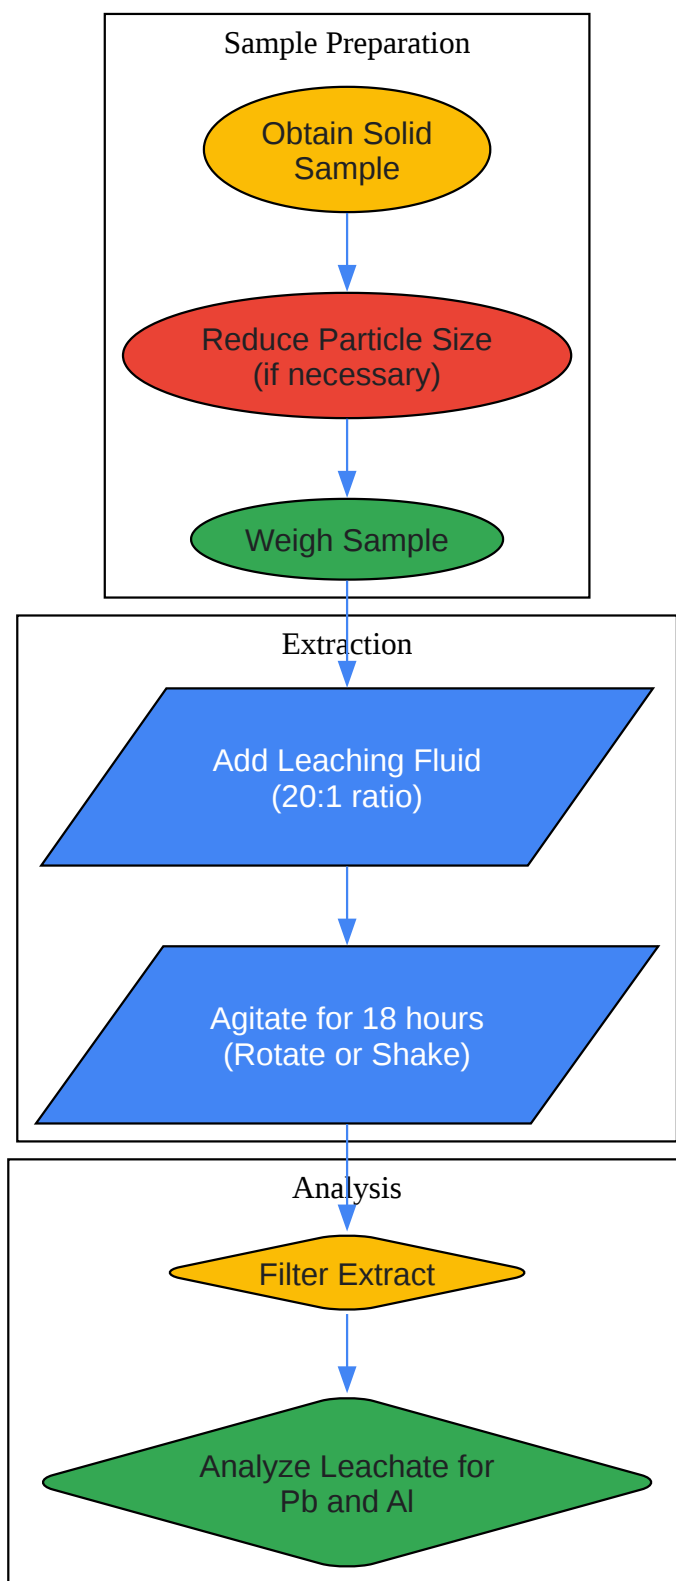 Sample Preparation
Obtain Solid
Sample
Reduce Particle Size
(if necessary)
Weigh Sample
Extraction
Add Leaching Fluid
(20:1 ratio)
Agitate for 18 hours
(Rotate or Shake)
Analysis
Filter Extract
Analyze Leachate for
Pb and Al